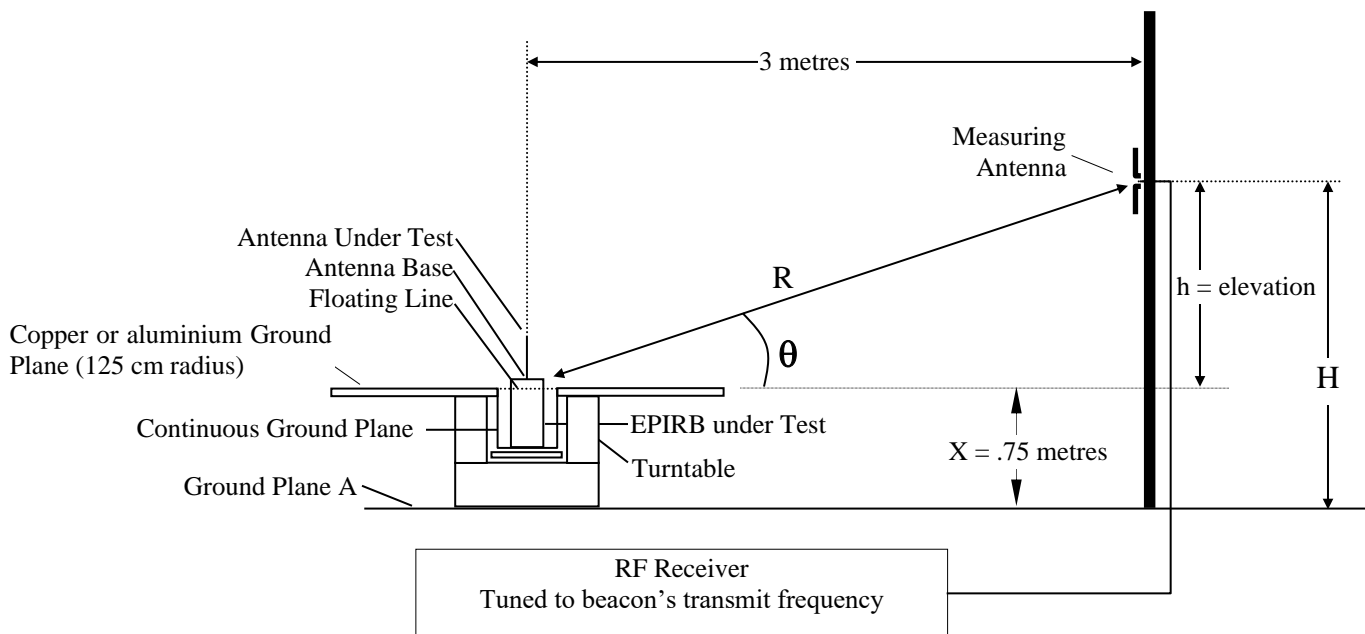 3 metres
Measuring
Antenna
Antenna Under Test
Antenna Base
Floating Line
R
h = elevation
Copper or aluminium Ground
Plane (125 cm radius)
θ
H
Continuous Ground Plane
EPIRB under Test
X = .75 metres
Turntable
Ground Plane A
RF Receiver
Tuned to beacon’s transmit frequency